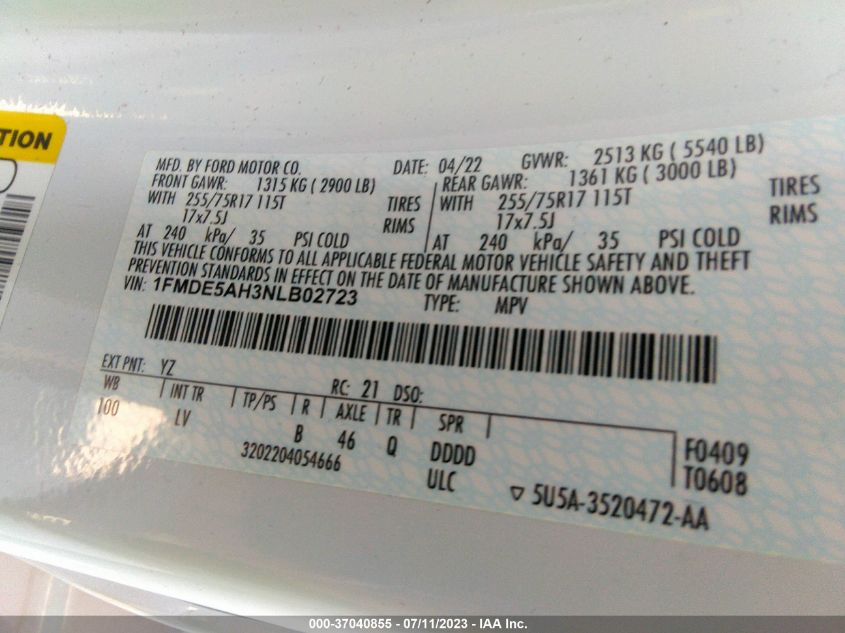 TION
MFD. BY FORD MOTOR CO. DATE: 04/22 GVWR: 2513 KG ( 5540 LB)
FRONT GAWR: 1315 KG ( 2900 LB) REAR GAWR: 1361 KG ( 3000 LB)
WITH 255/75R17 115T TIRES WITH 255/75R17 115T TIRES
17x7.5J RIMS 17x7.5J RIMS
AT 240 kPa/ 35 PSI COLD AT 240 kPa/ 35 PSI COLD
THIS VEHICLE CONFORMS TO ALL APPLICABLE FEDERAL MOTOR VEHICLE SAFETY AND THEFT
PREVENTION STANDARDS IN EFFECT ON THE DATE OF MANUFACTURE SHOWN ABOVE.
VIN: 1FMDE5AH3NLB02723 TYPE: MPV
EXT PNT: YZ RC: 21 DSO:
WB INT TR TP/PS R AXLE TR SPR
100 LV B 46 Q DDDD F0409
3202204054666 ULC T0608
▽ 5U5A-3520472-AA
000-37040855 - 07/11/2023 - IAA Inc.